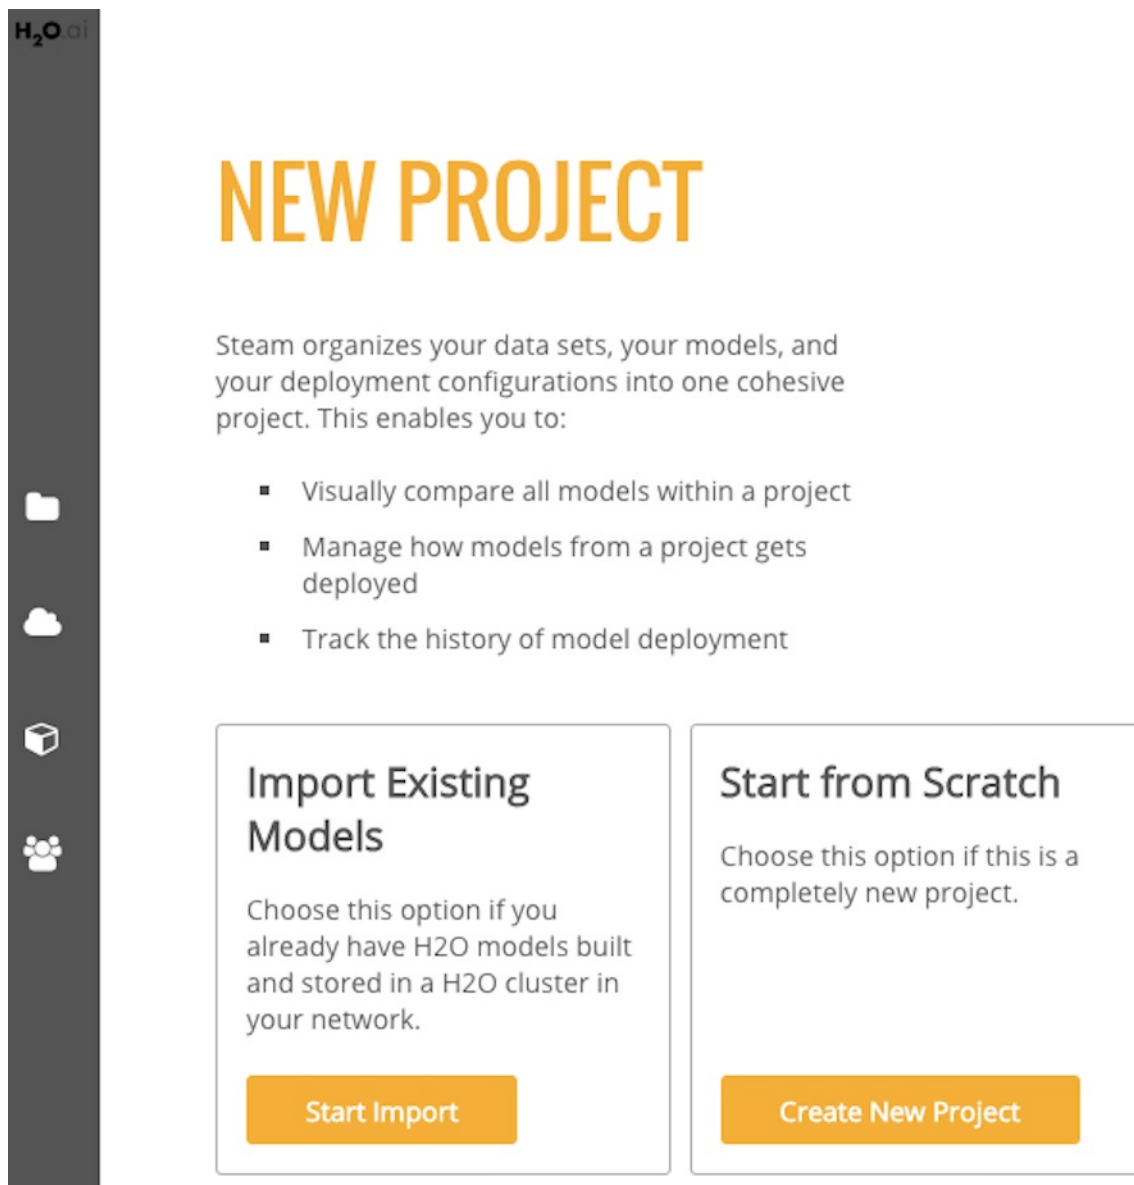 H2O.ai
NEW PROJECT
Steam organizes your data sets, your models, and
your deployment configurations into one cohesive
project. This enables you to:
▪ Visually compare all models within a project
▪ Manage how models from a project gets
deployed
▪ Track the history of model deployment
Import Existing
Models
Choose this option if you
already have H2O models built
and stored in a H2O cluster in
your network.
Start Import
Start from Scratch
Choose this option if this is a
completely new project.
Create New Project